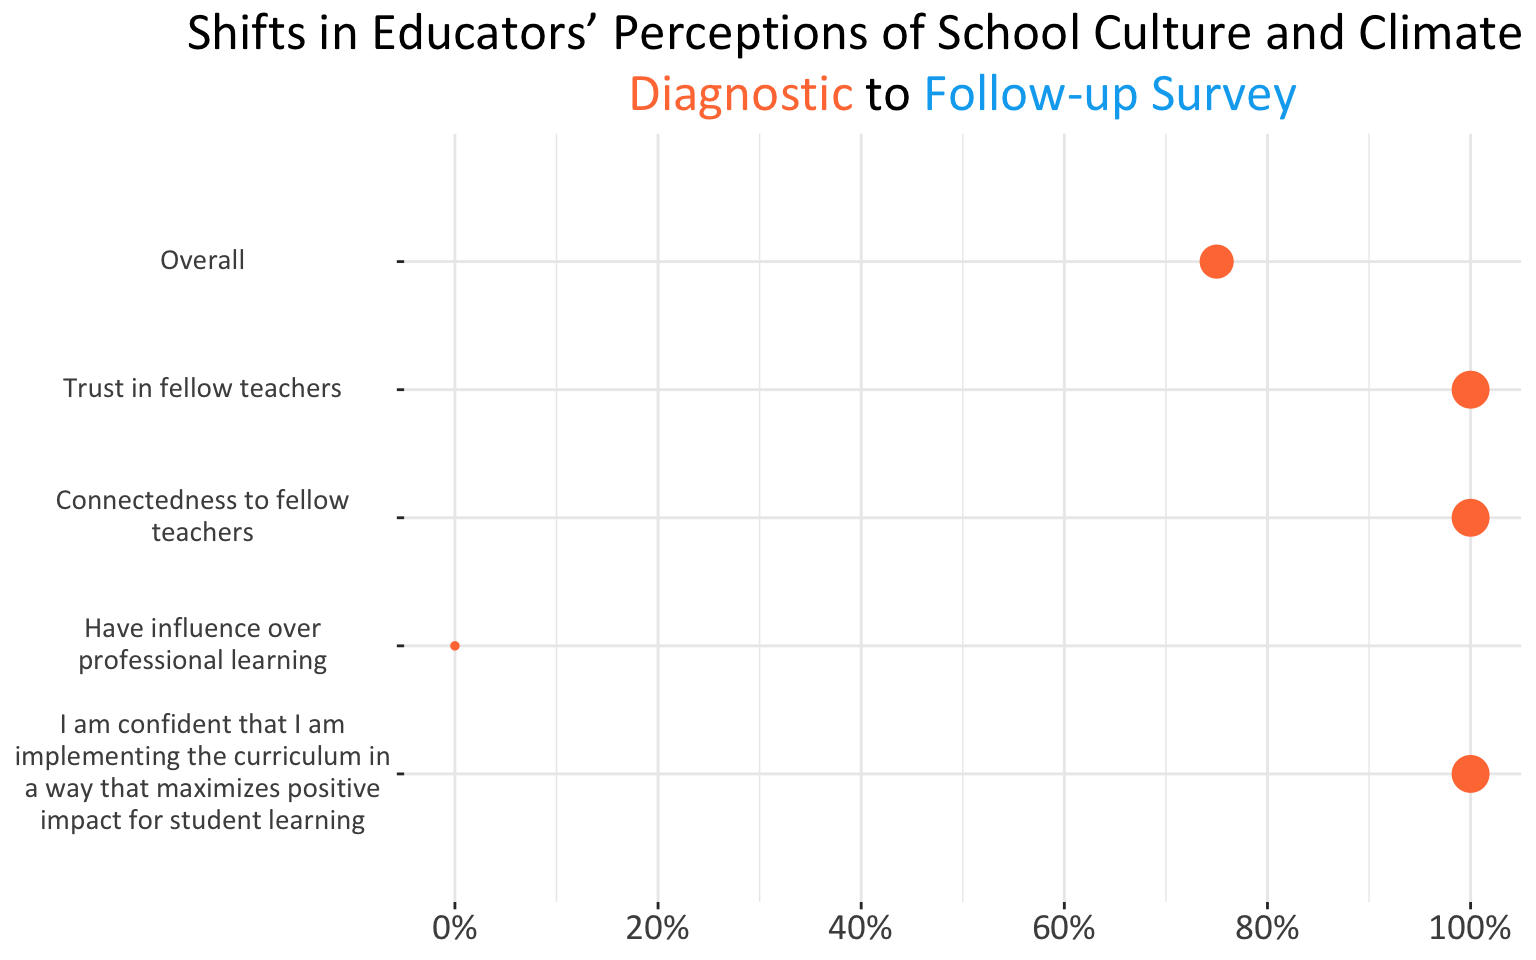 Shifts in Educators’ Perceptions of School Culture and Climate
Diagnostic to Follow-up Survey
Overall
Trust in fellow teachers
Connectedness to fellow
teachers
Have influence over
professional learning
I am confident that I am
implementing the curriculum in
a way that maximizes positive
impact for student learning
0%
20%
40%
60%
80%
100%